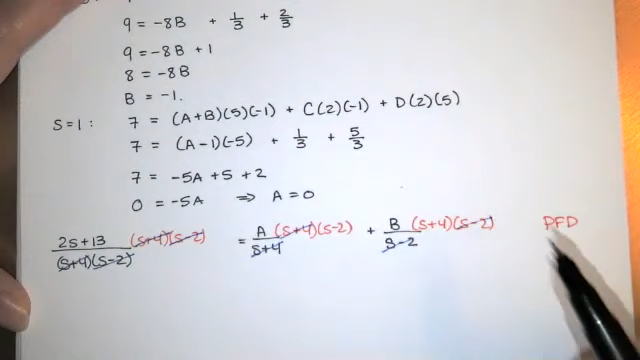 9 = -8B + 1/3 + 2/3
9 = -8B + 1
8 = -8B
B = -1.
S=1: 7 = (A+B)(5)(-1) + C(2)(-1) + D(2)(5)
7 = (A-1)(-5) + 1/3 + 5/3
7 = -5A + 5 + 2
0 = -5A ⇒ A = 0
2s+13/(s+4)(s-2) (s+4)(s-2) = A/s+4 (s+4)(s-2) + B/s-2 (s+4)(s-2) PFD